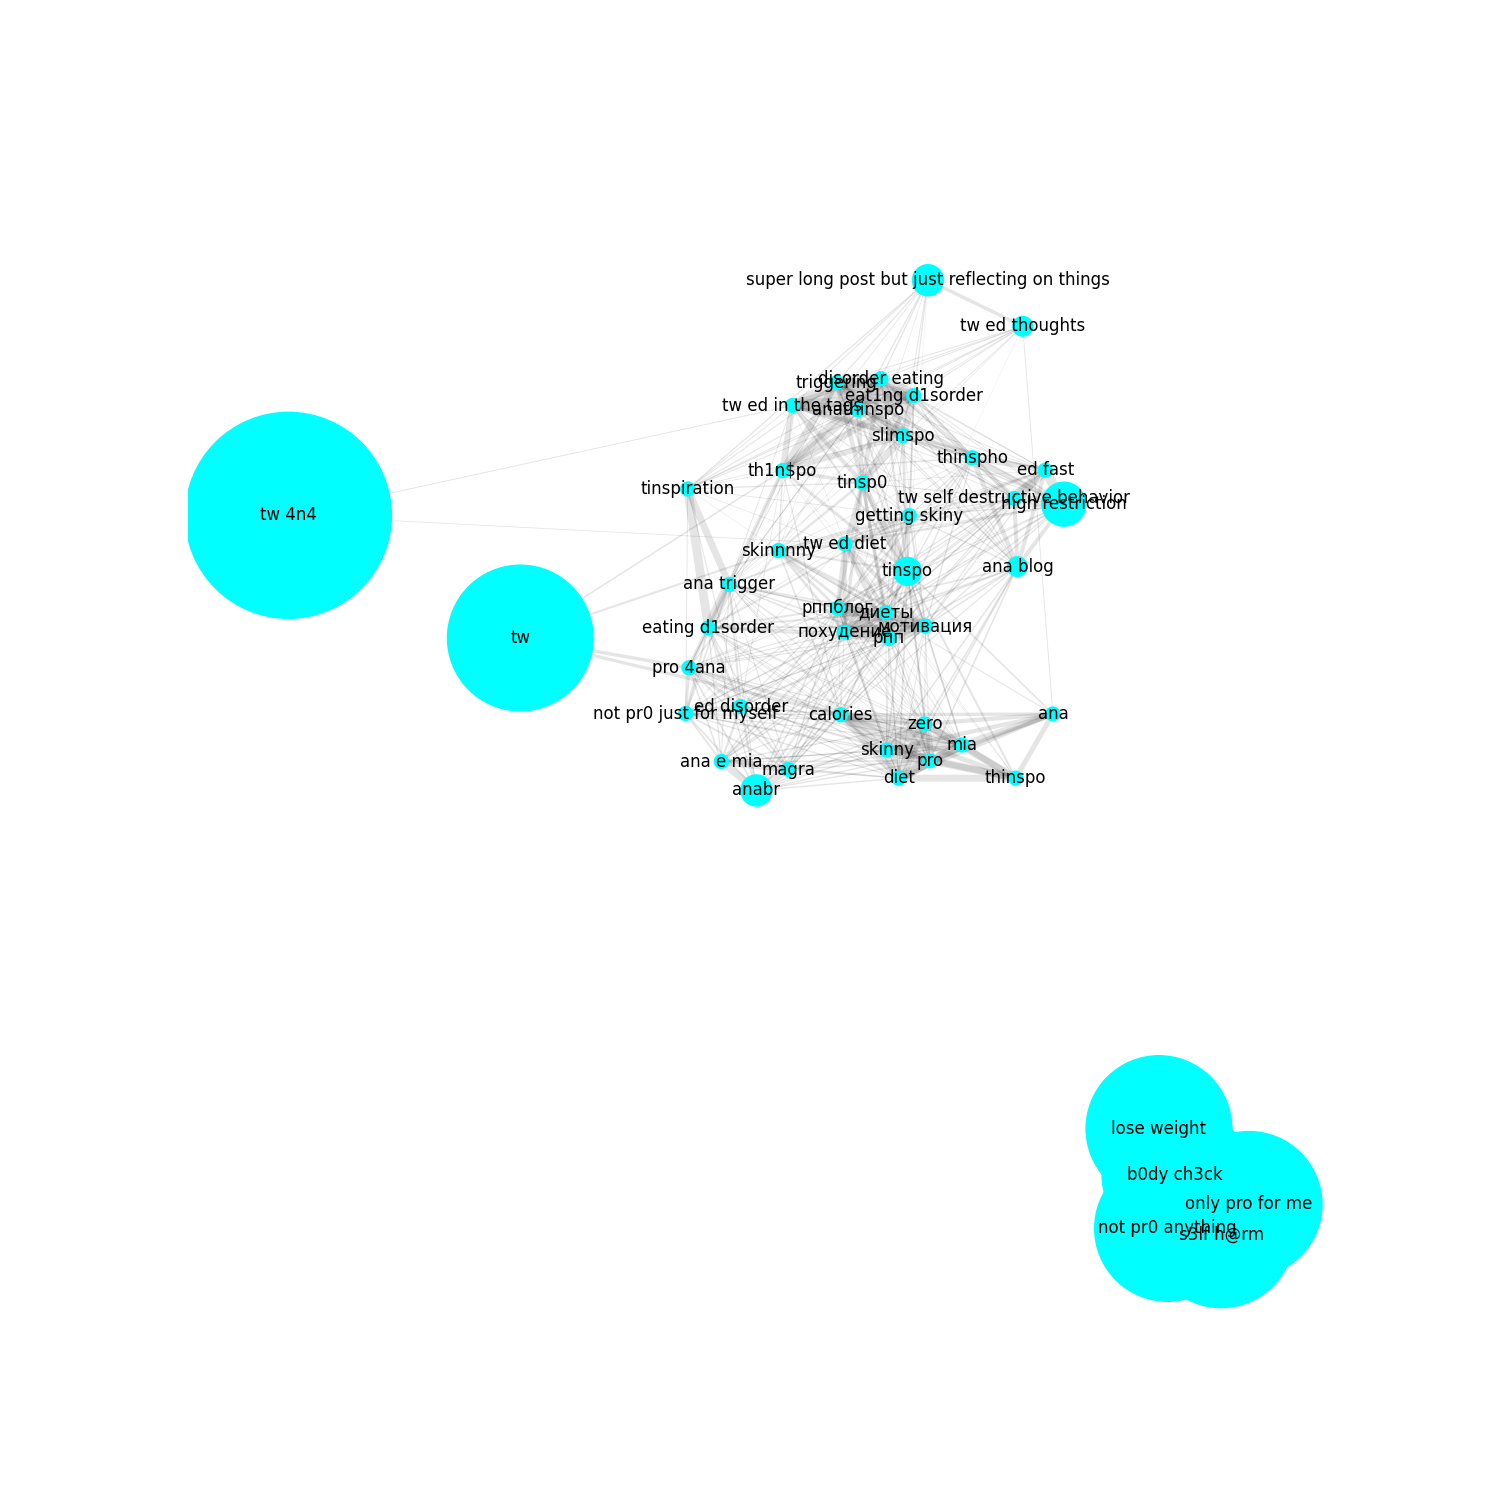 super long post but just reflecting on things
tw ed thoughts
disorder eating
triggering
eat1ng d1sorder
tw ed in the tags
anathinspo
slimspo
thinspho
th1n$po
ed fast
tinsp0
tinspiration
tw self destructive behavior
high restriction
tw 4n4
getting skiny
tw ed diet
skinnnny
ana blog
tinspo
ana trigger
рппблог
диеты
мотивация
eating d1sorder
похудение
рпп
tw
pro 4ana
ed disorder
not pr0 just for myself
calories
ana
zero
mia
skinny
pro
ana e mia
magra
diet
thinspo
anabr
lose weight
b0dy ch3ck
only pro for me
not pr0 anything
s3lf h@rm